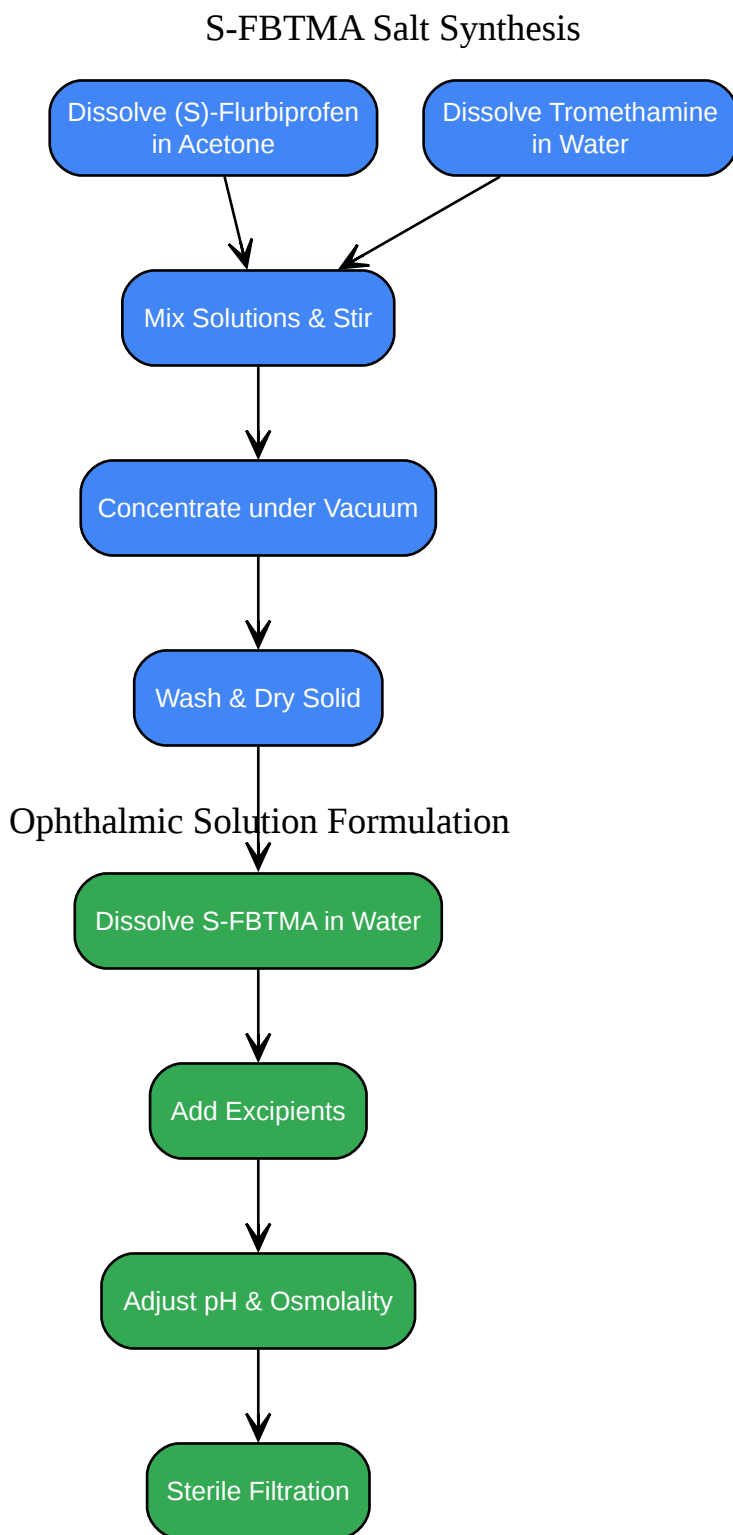 S-FBTMA Salt Synthesis
Dissolve (S)-Flurbiprofen
in Acetone
Dissolve Tromethamine
in Water
Mix Solutions & Stir
Concentrate under Vacuum
Wash & Dry Solid
Ophthalmic Solution Formulation
Dissolve S-FBTMA in Water
Add Excipients
Adjust pH & Osmolality
Sterile Filtration